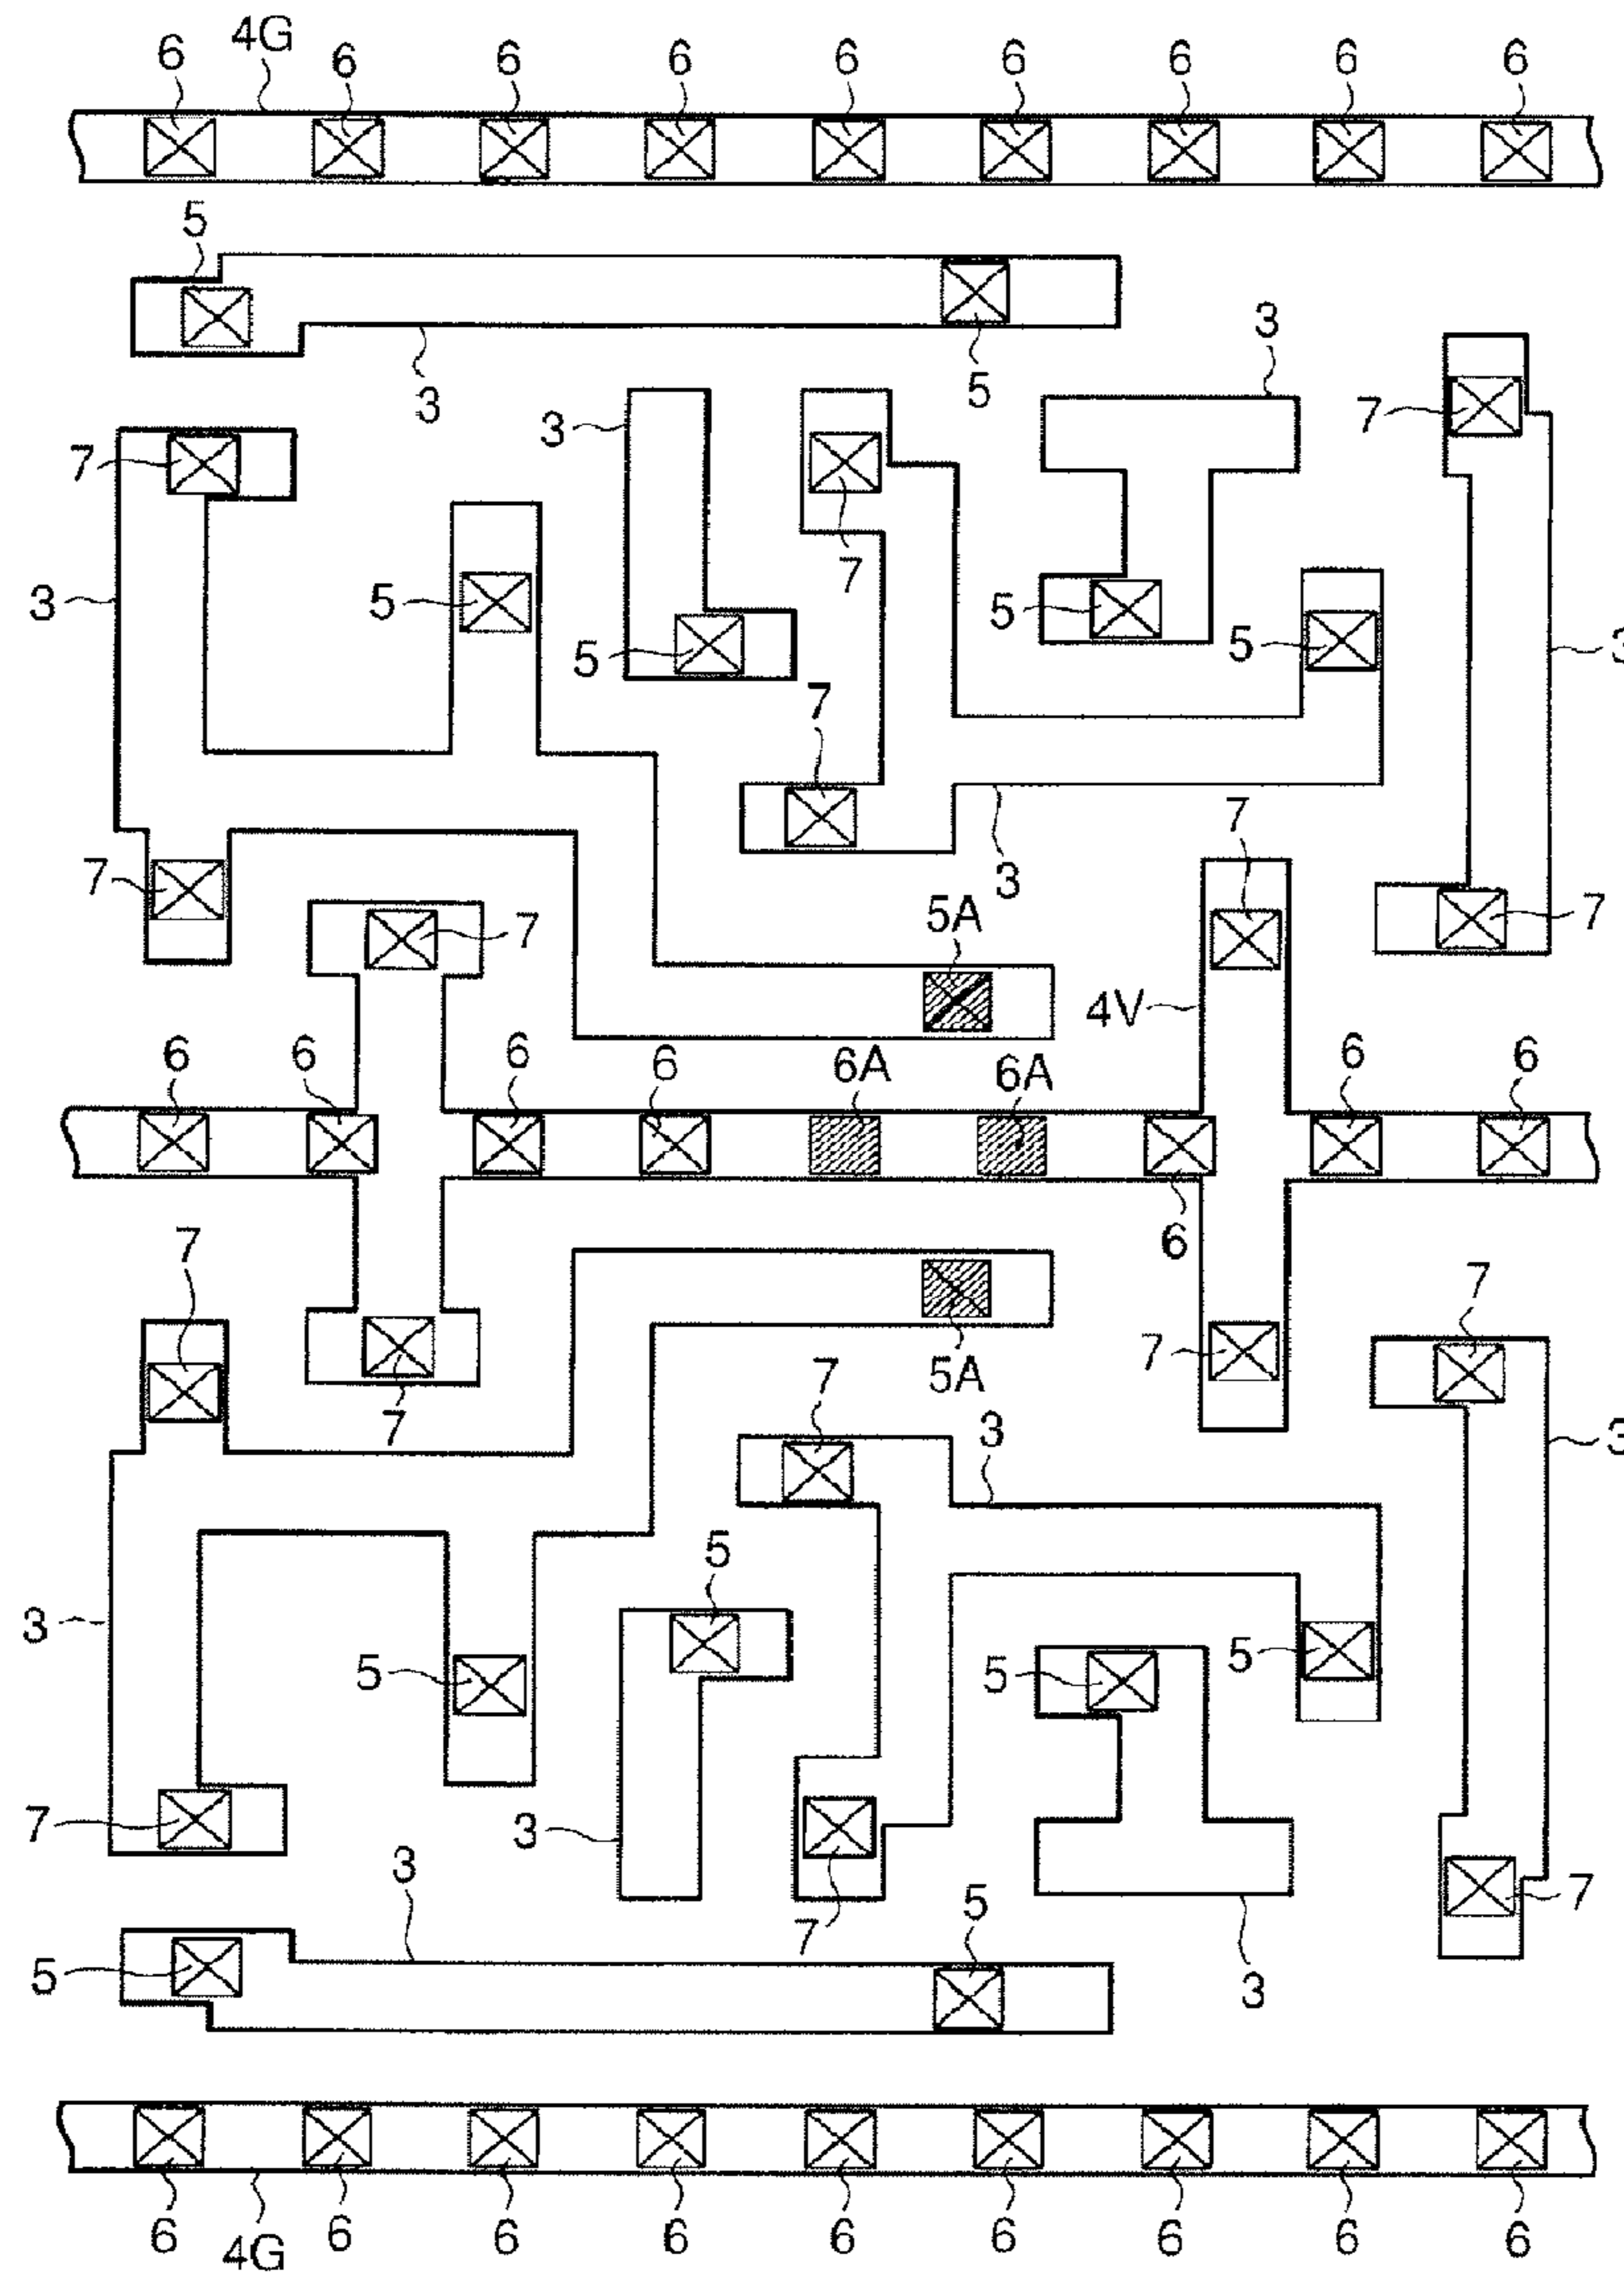 6 4G 6 6 6 6 6 6 6 6
5
3 5 3
3 7
7 7
3 5 5 5 5 3
7
7 3 7
7 5A 7
4V
6 6 6 6 6A 6A 6 6
6
7 7
7 5A 7
7 7 3 3
5
3 5 5 5
7 3 7
3 7 3
5 5
6 4G 6 6 6 6 6 6 6 6